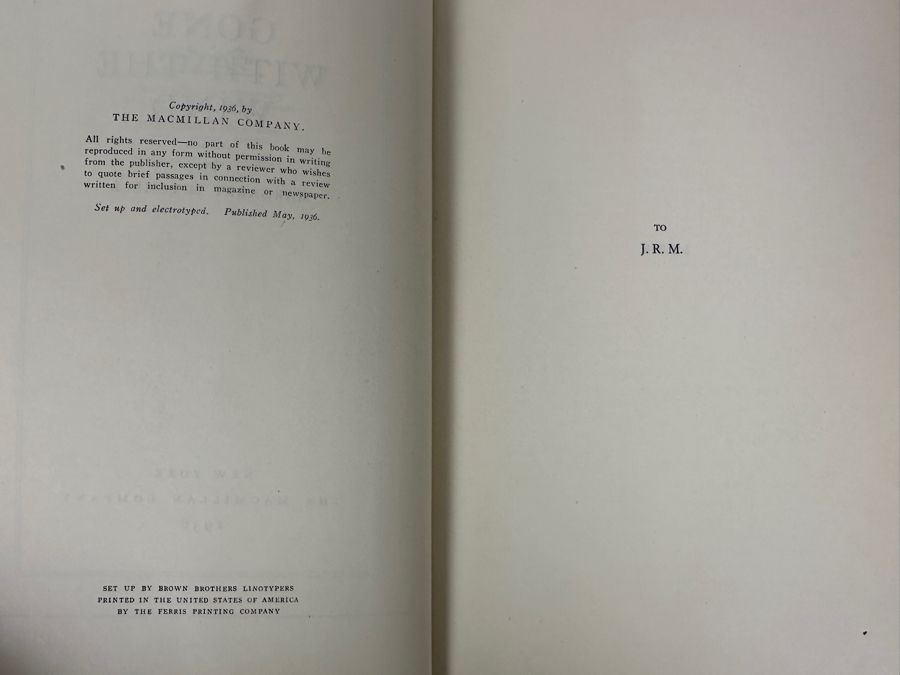 Copyright, 1936, by
THE MACMILLAN COMPANY.
All rights reserved—no part of this book may be
reproduced in any form without permission in writing
from the publisher, except by a reviewer who wishes
to quote brief passages in connection with a review
written for inclusion in magazine or newspaper.
Set up and electrotyped. Published May, 1936.
SET UP BY BROWN BROTHERS LINOTYPERS
PRINTED IN THE UNITED STATES OF AMERICA
BY THE FERRIS PRINTING COMPANY
TO
J. R. M.